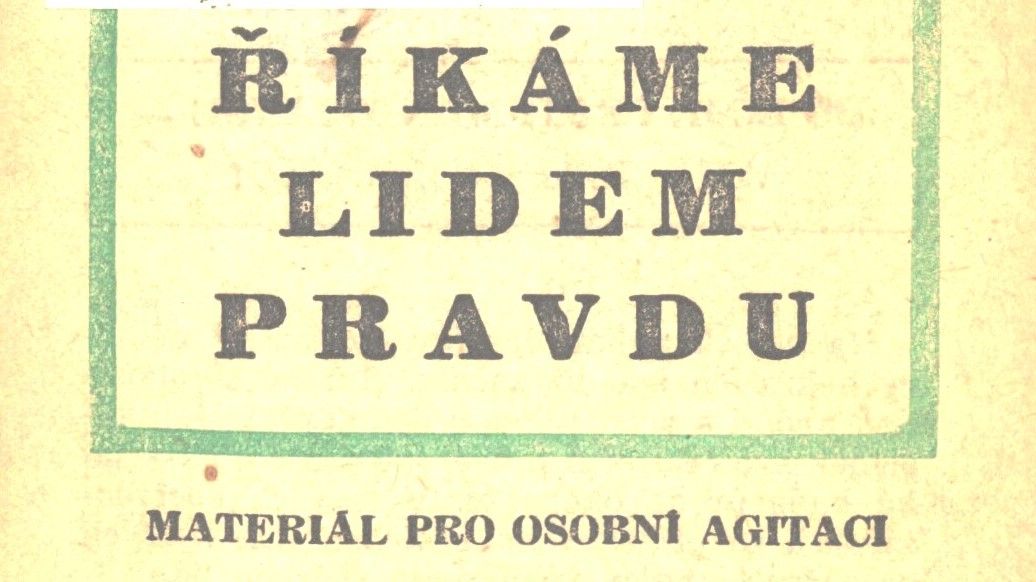 ŘÍKÁME
LIDEM
PRAVDU
MATERIÁL PRO OSOBNÍ AGITACI